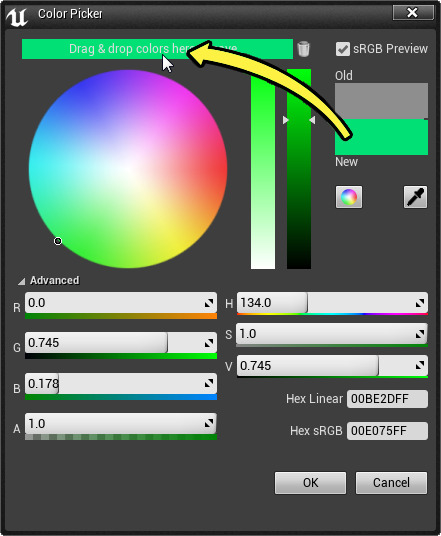 Color Picker
Drag & drop colors here
sRGB Preview
Old
New
Advanced
R 0.0
H 134.0
G 0.745
S 1.0
B 0.178
V 0.745
Hex Linear 00BE2DFF
A 1.0
Hex sRGB 00E075FF
OK
Cancel